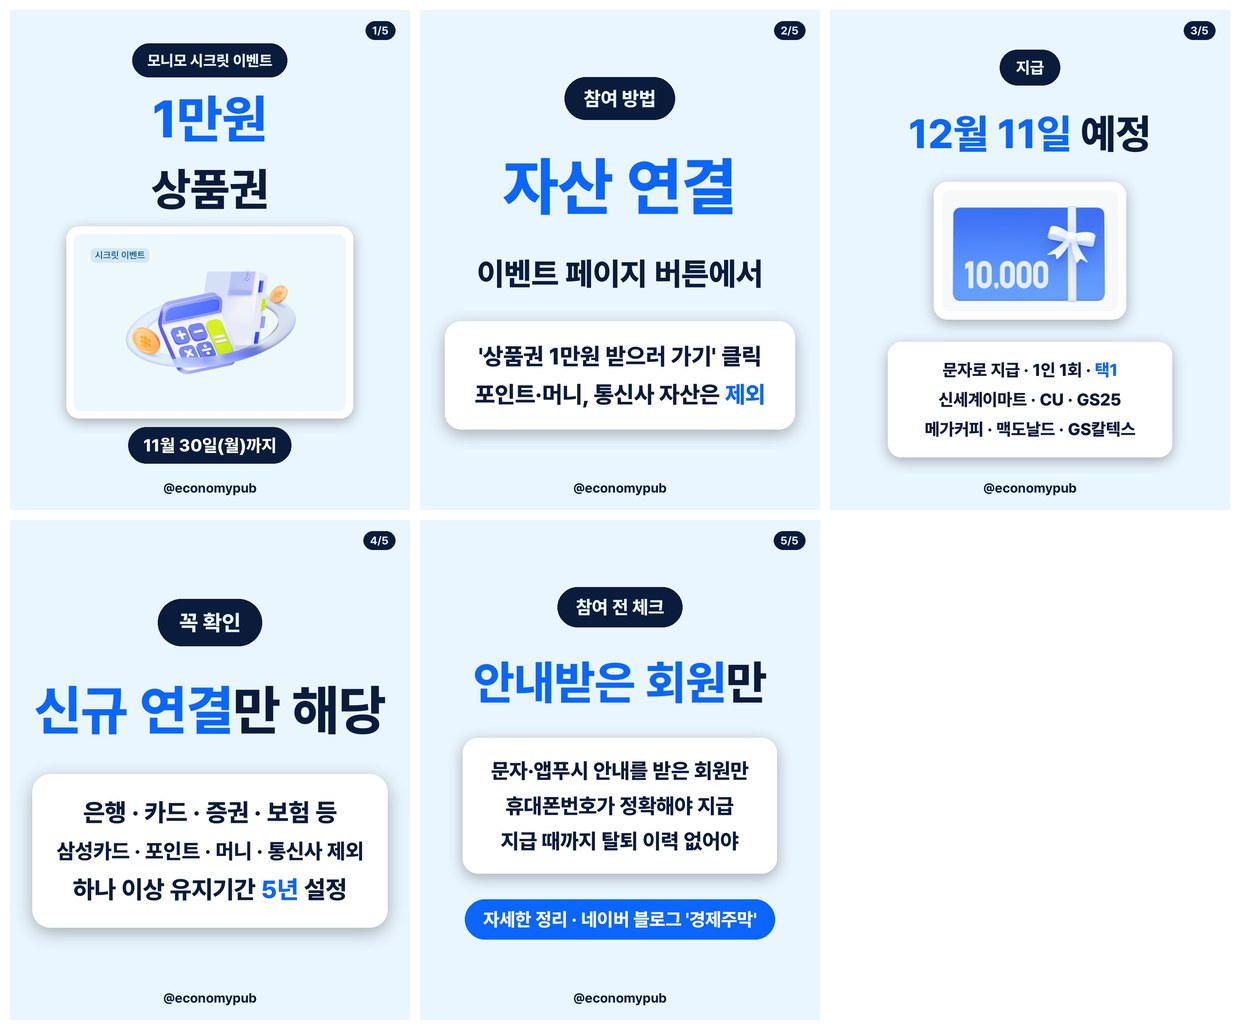 1/5
모니모 시크릿 이벤트
1만원
상품권
시크릿 이벤트
11월 30일(월)까지
@economypub
2/5
참여 방법
자산 연결
이벤트 페이지 버튼에서
'상품권 1만원 받으러 가기' 클릭
포인트·머니, 통신사 자산은 제외
@economypub
3/5
지급
12월 11일 예정
10,000
문자로 지급 · 1인 1회 · 택1
신세계이마트 · CU · GS25
메가커피 · 맥도날드 · GS칼텍스
@economypub
4/5
꼭 확인
신규 연결만 해당
은행 · 카드 · 증권 · 보험 등
삼성카드 · 포인트 · 머니 · 통신사 제외
하나 이상 유지기간 5년 설정
@economypub
5/5
참여 전 체크
안내받은 회원만
문자·앱푸시 안내를 받은 회원만
휴대폰번호가 정확해야 지급
지급 때까지 탈퇴 이력 없어야
자세한 정리 · 네이버 블로그 '경제주막'
@economypub